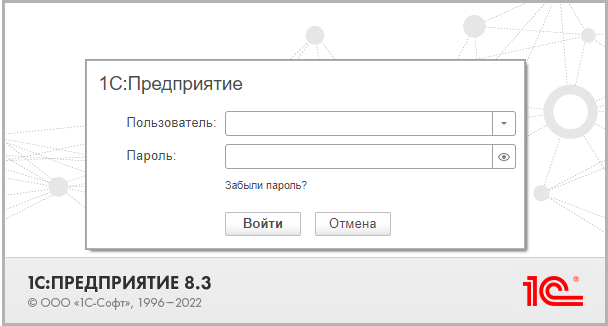 1С:Предприятие
Пользователь:
Пароль:
Забыли пароль?
Войти Отмена
1С:ПРЕДПРИЯТИЕ 8.3
© ООО «1С-Софт», 1996–2022
1С®